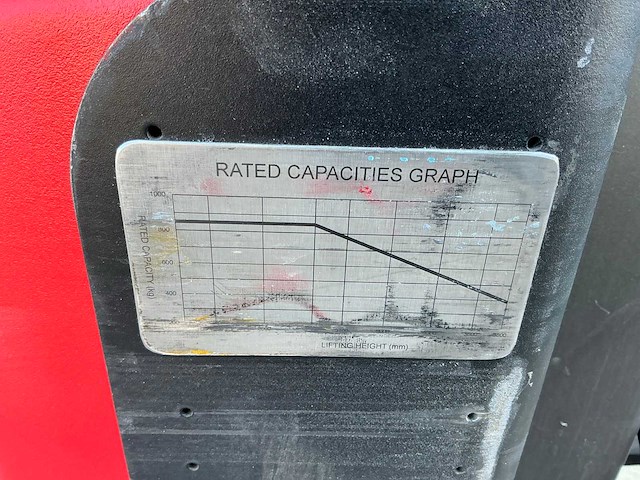 RATED CAPACITIES GRAPH
1000
800
600
400
RATED CAPACITY (kg)
LIFTING HEIGHT (mm)